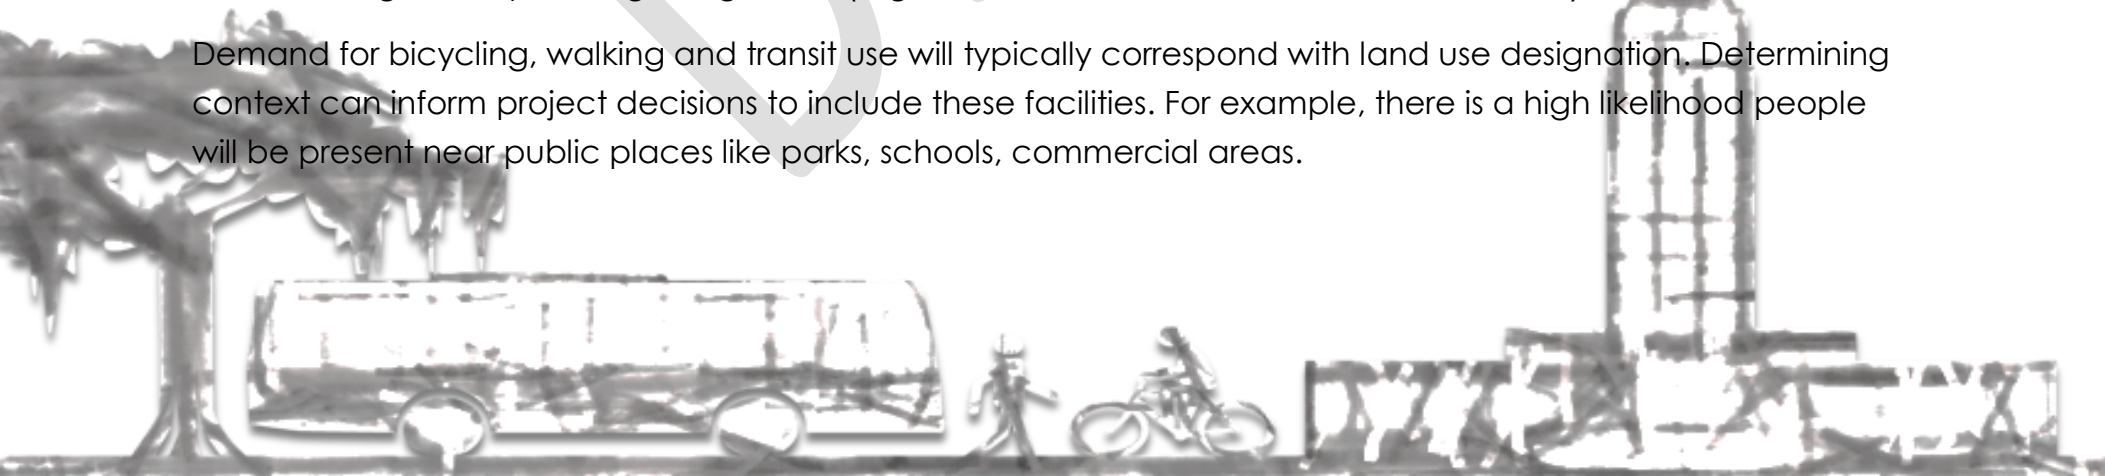 Demand for bicycling, walking and transit use will typically correspond with land use designation. Determining
context can inform project decisions to include these facilities. For example, there is a high likelihood people
will be present near public places like parks, schools, commercial areas.